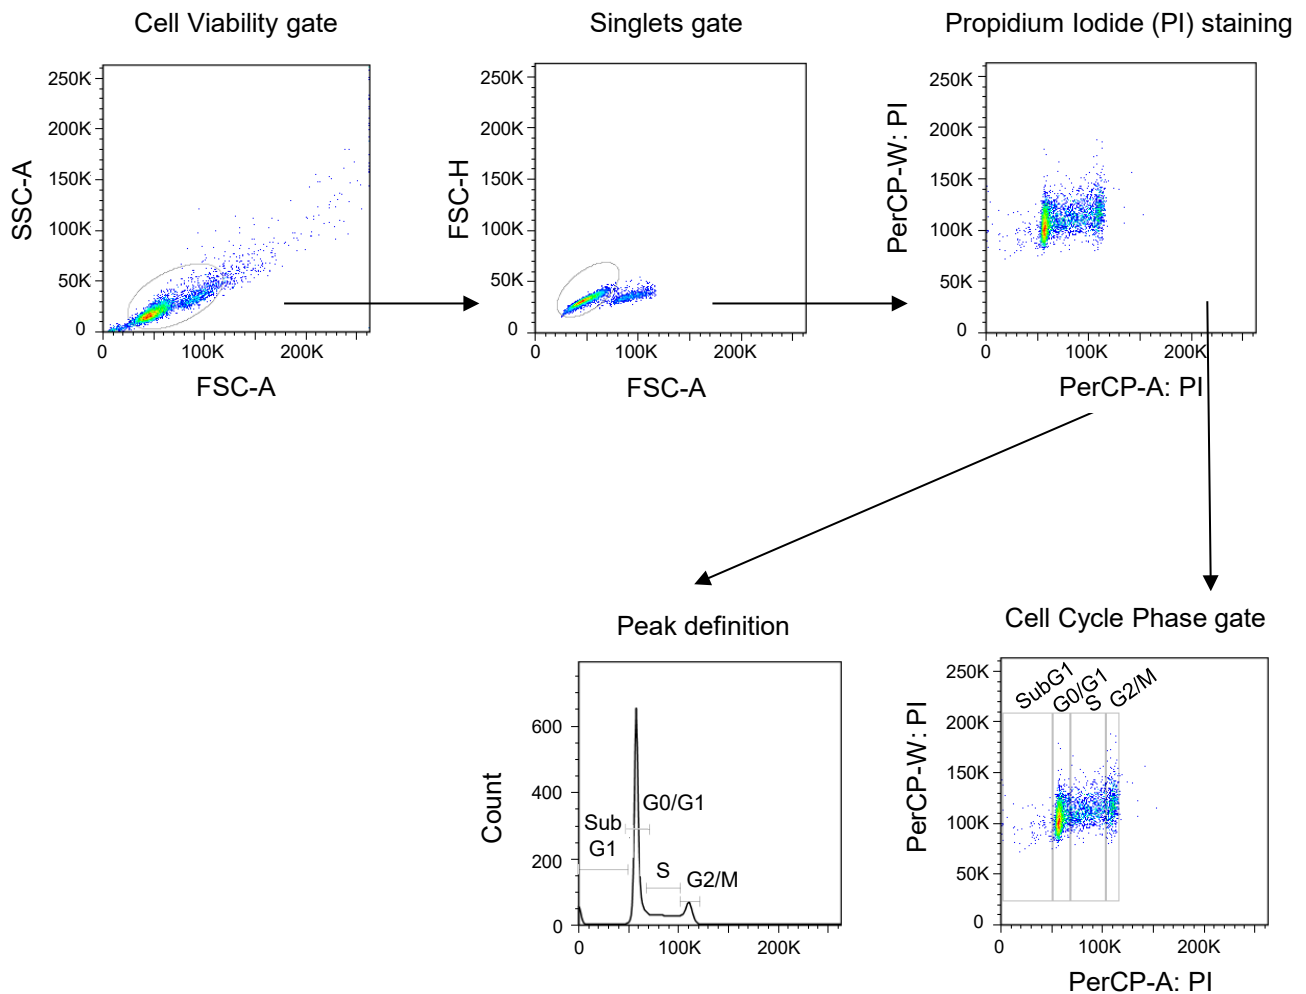 Cell Viability gate
250K
200K
150K
100K
50K
0
SSC-A
0 100K 200K
FSC-A
Singlets gate
250K
200K
150K
100K
50K
0
FSC-H
0 100K 200K
FSC-A
Propidium Iodide (PI) staining
250K
200K
150K
100K
50K
0
PerCP-W: PI
0 100K 200K
PerCP-A: PI
Peak definition
600
400
200
0
Count
Sub
G1
G0/G1
S
G2/M
0 100K 200K
Cell Cycle Phase gate
250K
200K
150K
100K
50K
0
PerCP-W: PI
SubG1
G0/G1
S
G2/M
0 100K 200K
PerCP-A: PI